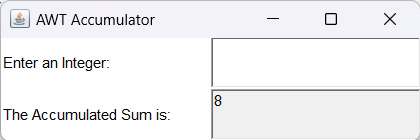 AWT Accumulator
Enter an Integer:
The Accumulated Sum is: 8